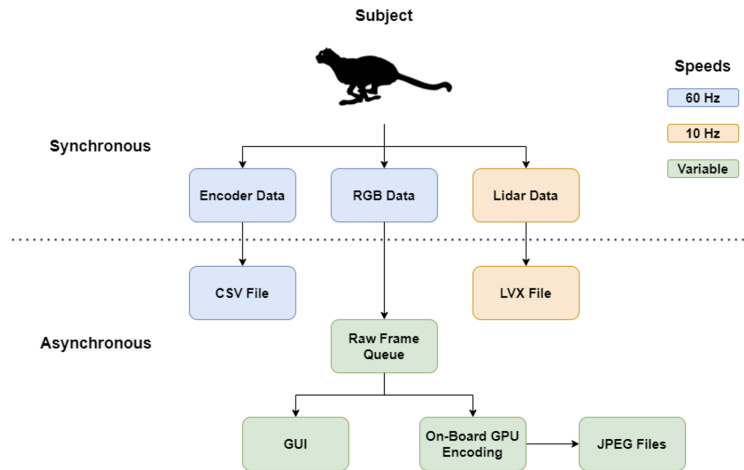 Subject
Speeds
60 Hz
10 Hz
Synchronous
Variable
Encoder Data
RGB Data
Lidar Data
CSV File
LVX File
Asynchronous
Raw Frame
Queue
GUI
On-Board GPU
Encoding
JPEG Files